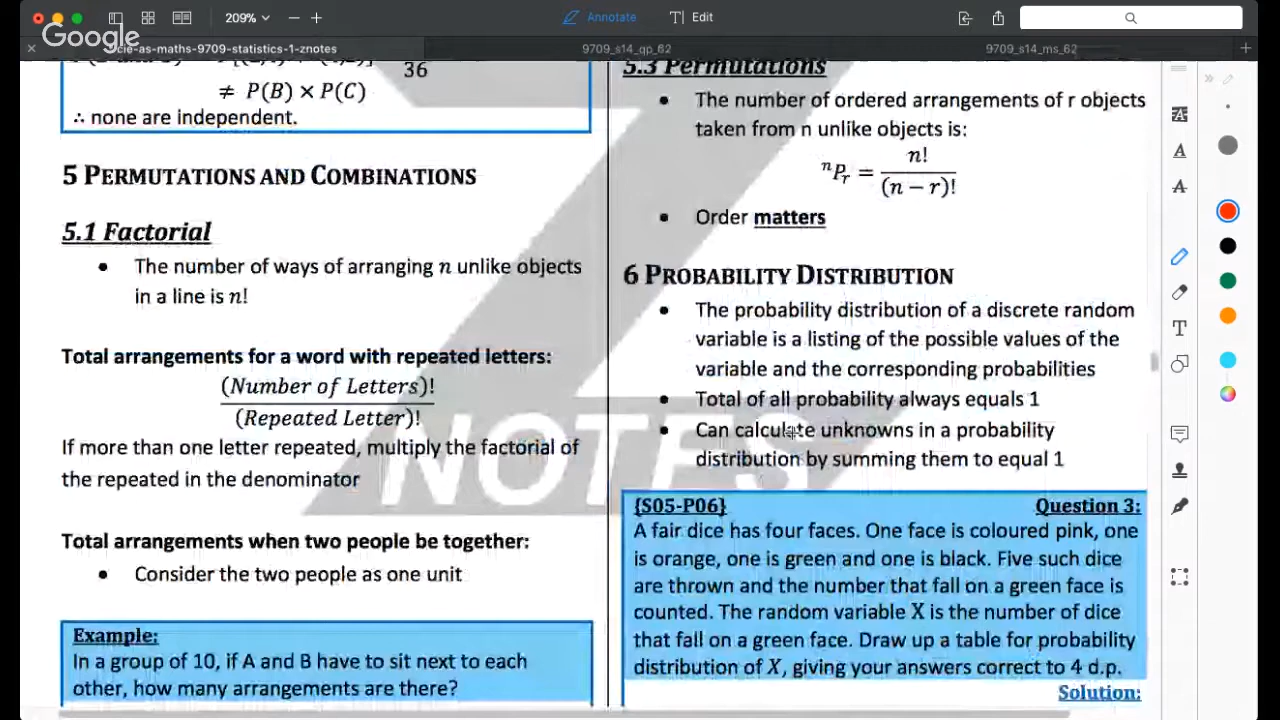 209%
Annotate
Edit
Google
cie-as-maths-9709-statistics-1-znotes
9709_s14_qp_62
9709_s14_ms_62
36
≠ P(B) × P(C)
∴ none are independent.
5 PERMUTATIONS AND COMBINATIONS
5.1 Factorial
• The number of ways of arranging n unlike objects
in a line is n!
Total arrangements for a word with repeated letters:
(Number of Letters)!
(Repeated Letter)!
If more than one letter repeated, multiply the factorial of
the repeated in the denominator
Total arrangements when two people be together:
• Consider the two people as one unit
Example:
In a group of 10, if A and B have to sit next to each
other, how many arrangements are there?
5.3 Permutations
• The number of ordered arrangements of r objects
taken from n unlike objects is:
ⁿPᵣ = n! / (n − r)!
• Order matters
6 PROBABILITY DISTRIBUTION
• The probability distribution of a discrete random
variable is a listing of the possible values of the
variable and the corresponding probabilities
• Total of all probability always equals 1
• Can calculate unknowns in a probability
distribution by summing them to equal 1
{S05-P06} Question 3:
A fair dice has four faces. One face is coloured pink, one
is orange, one is green and one is black. Five such dice
are thrown and the number that fall on a green face is
counted. The random variable X is the number of dice
that fall on a green face. Draw up a table for probability
distribution of X, giving your answers correct to 4 d.p.
Solution:
NOTES